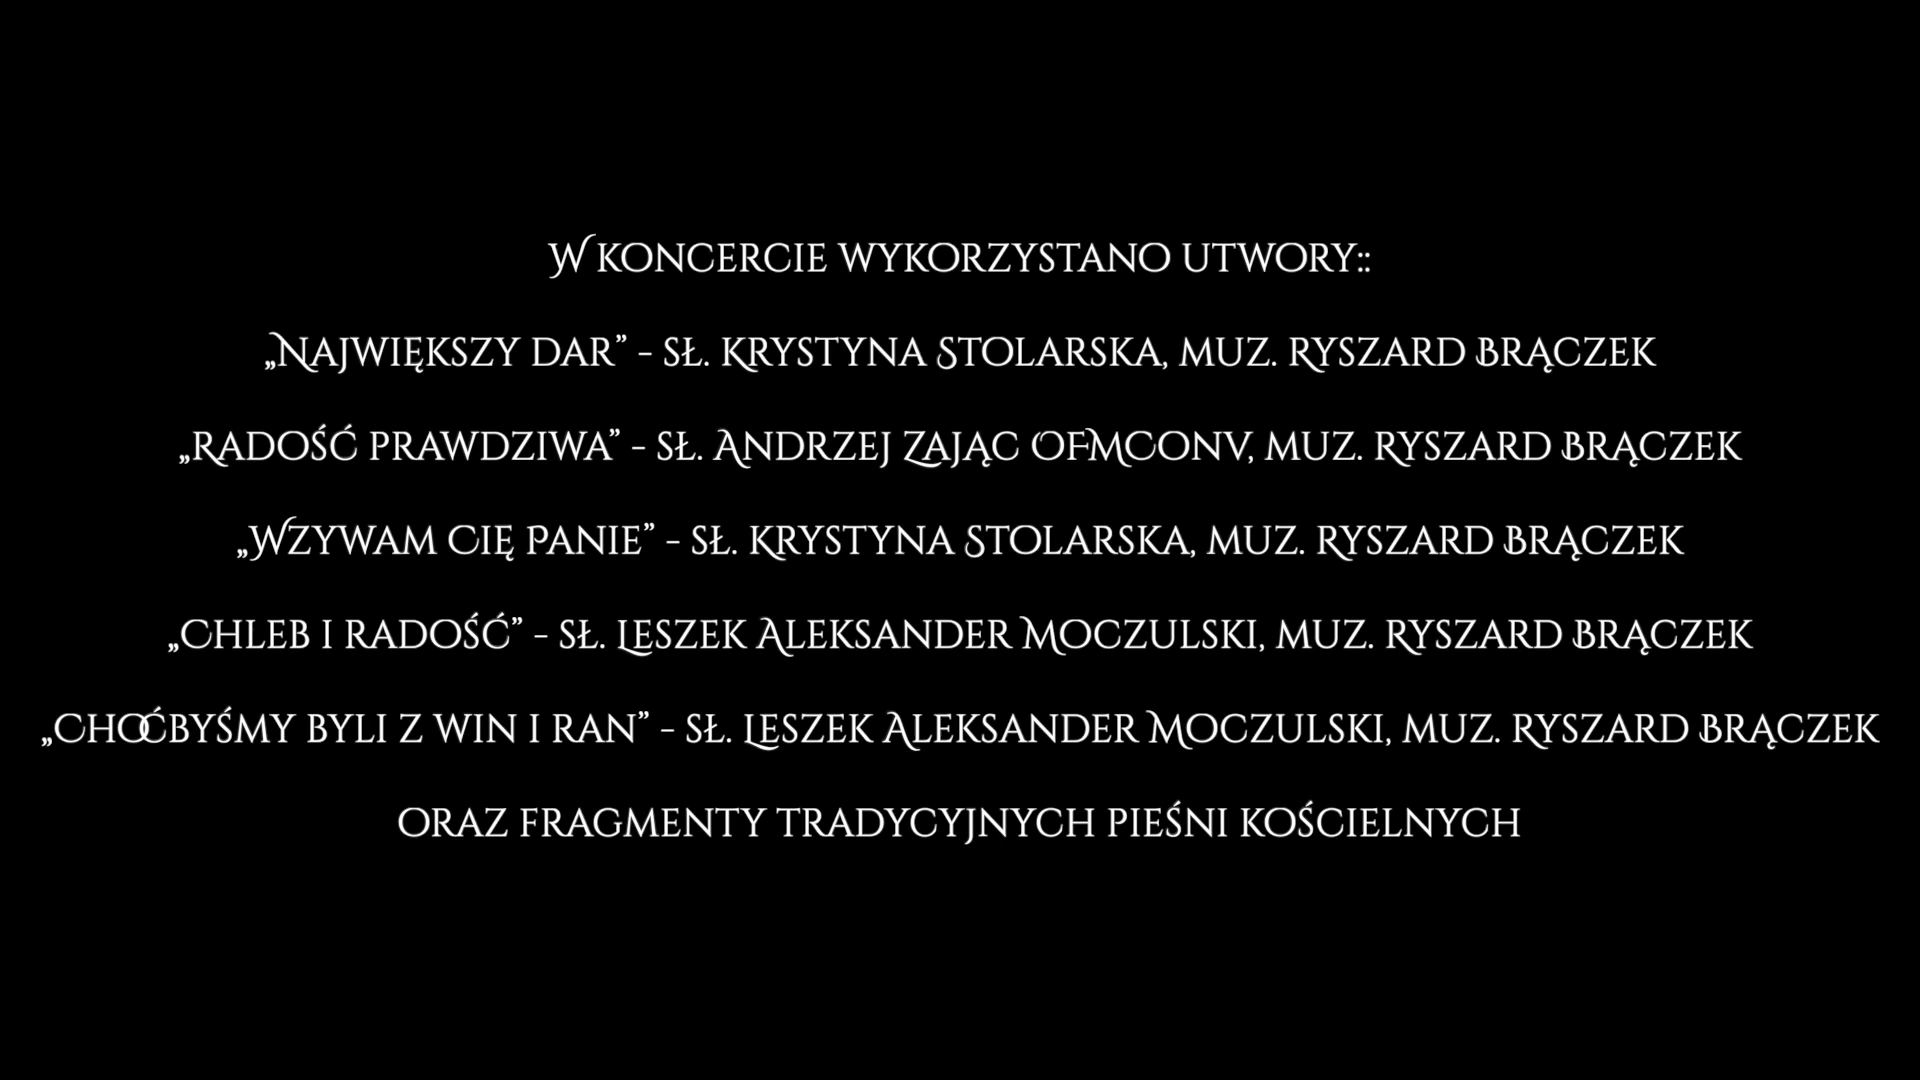 W koncercie wykorzystano utwory::
„Największy dar” – sł. Krystyna Stolarska, muz. Ryszard Brączek
„Radość prawdziwa” – sł. Andrzej Zając OFMConv, muz. Ryszard Brączek
„Wzywam Cię Panie” – sł. Krystyna Stolarska, muz. Ryszard Brączek
„Chleb i radość” – sł. Leszek Aleksander Moczulski, muz. Ryszard Brączek
„Choćbyśmy byli z win i ran” – sł. Leszek Aleksander Moczulski, muz. Ryszard Brączek
oraz fragmenty tradycyjnych pieśni kościelnych